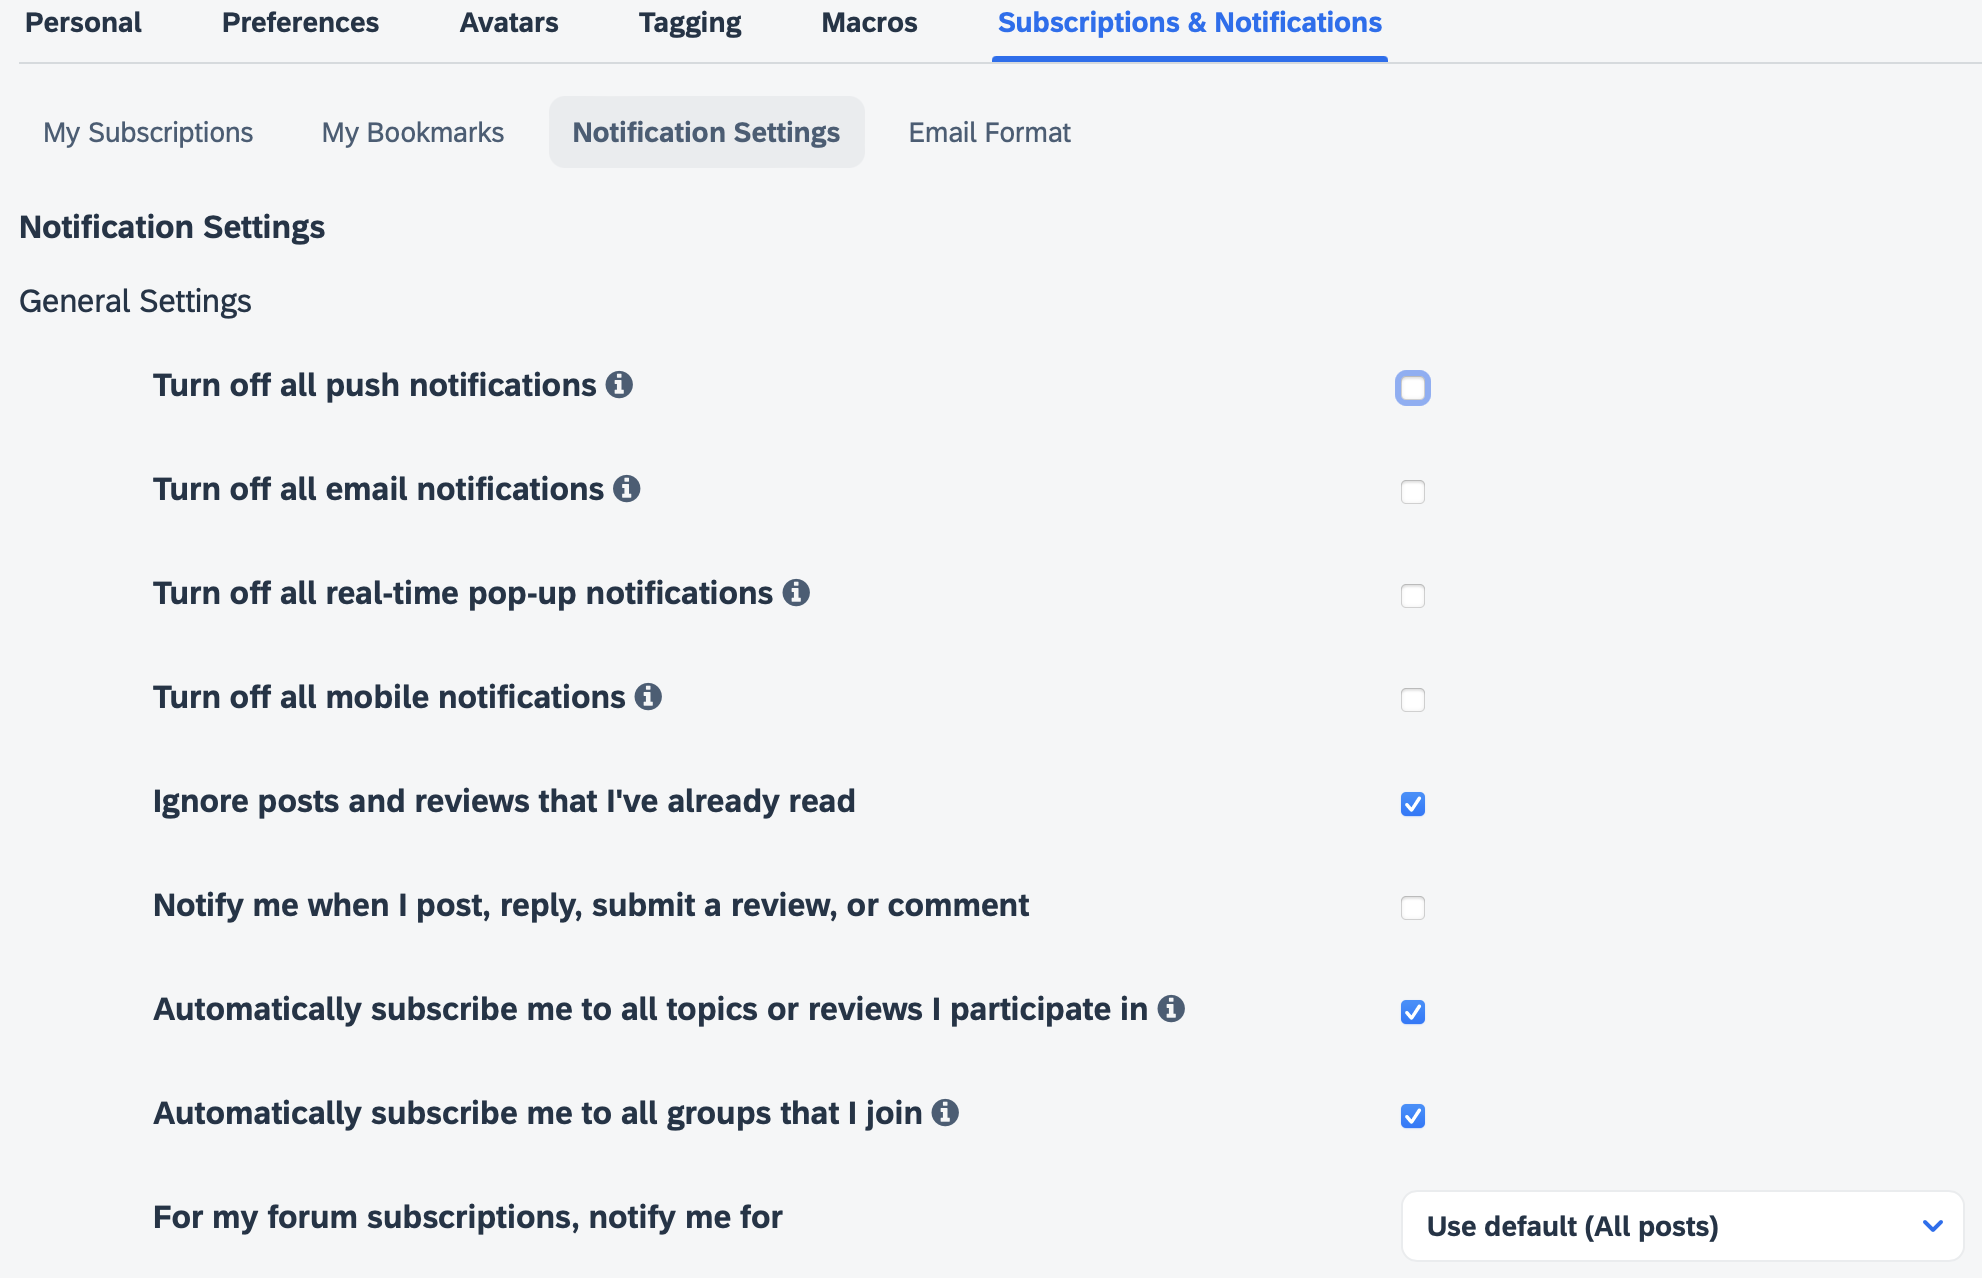 Personal Preferences Avatars Tagging Macros Subscriptions & Notifications
My Subscriptions My Bookmarks Notification Settings Email Format
Notification Settings
General Settings
Turn off all push notifications
Turn off all email notifications
Turn off all real-time pop-up notifications
Turn off all mobile notifications
Ignore posts and reviews that I've already read
Notify me when I post, reply, submit a review, or comment
Automatically subscribe me to all topics or reviews I participate in
Automatically subscribe me to all groups that I join
For my forum subscriptions, notify me for Use default (All posts)